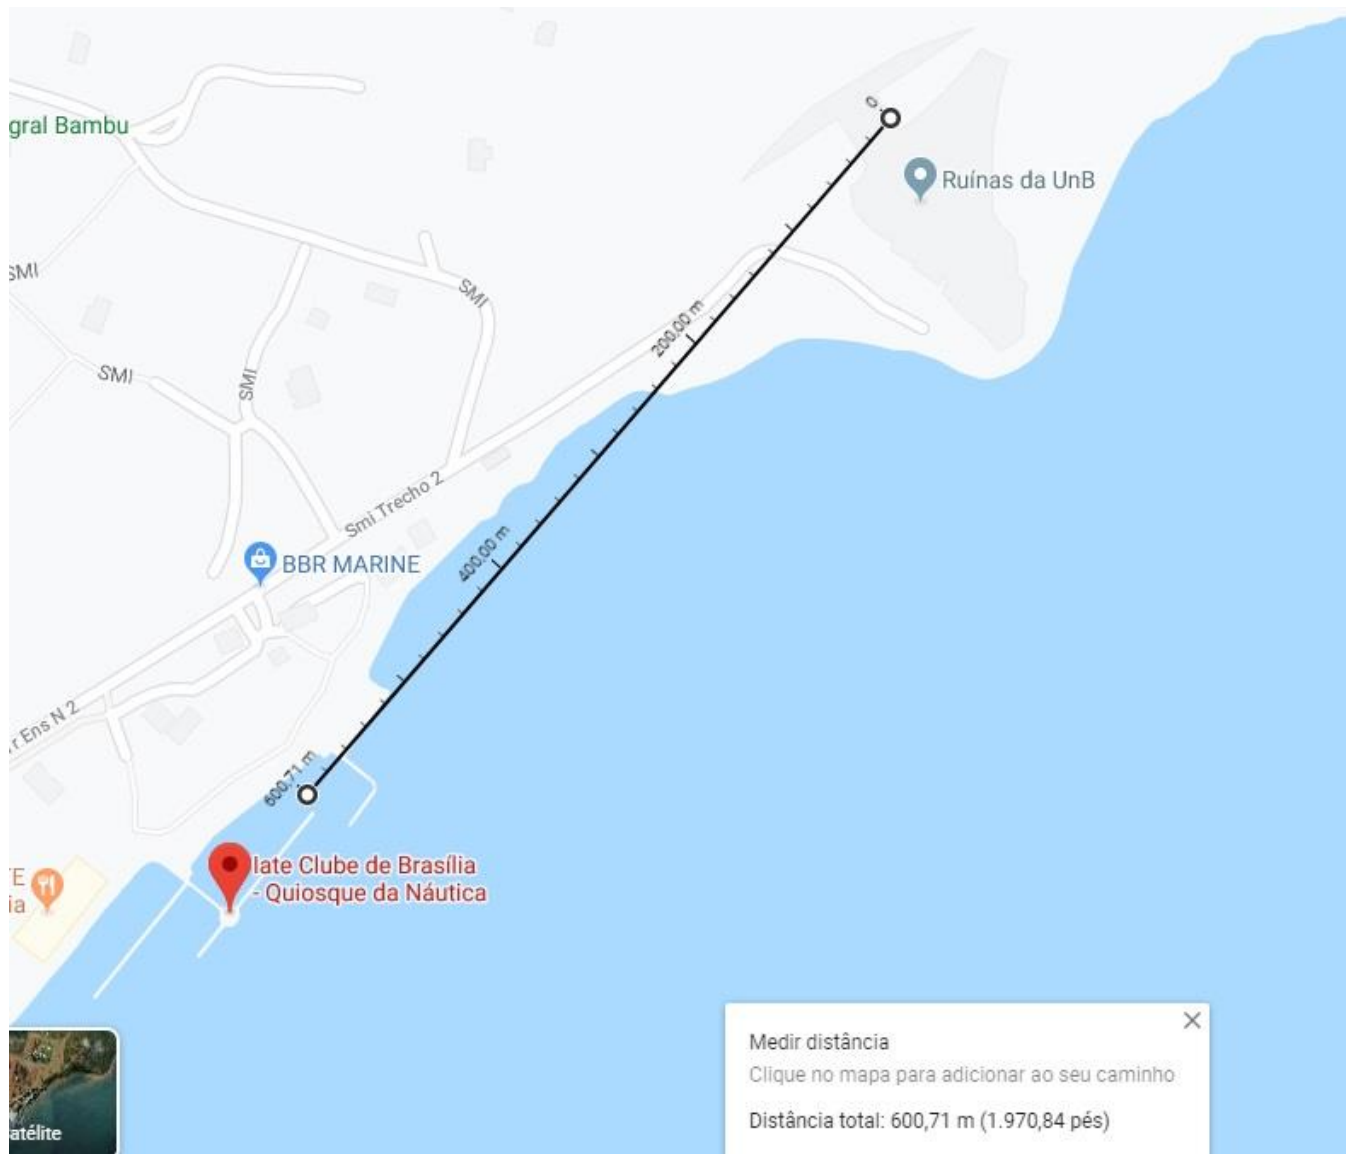 gral Bambu
0
Ruínas da UnB
SMI
SMI
200,00 m
SMI
SMI
Smi Trecho 2
400,00 m
BBR MARINE
r Ens N 2
600,71 m
Iate Clube de Brasília
- Quiosque da Náutica
TE
ia
Medir distância
Clique no mapa para adicionar ao seu caminho
Distância total: 600,71 m (1.970,84 pés)
atélite